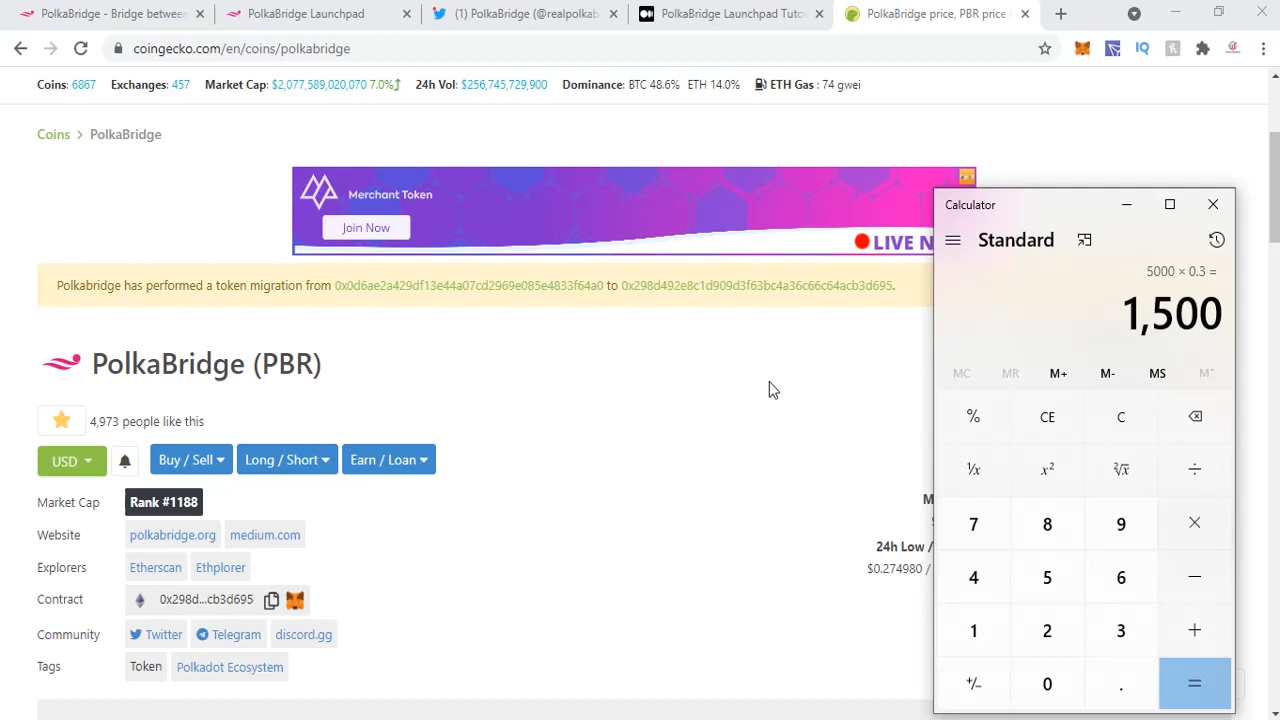 PolkaBridge - Bridge between
PolkaBridge Launchpad
(1) PolkaBridge (@realpolkab
PolkaBridge Launchpad Tuto
PolkaBridge price, PBR price
coingecko.com/en/coins/polkabridge
Coins: 6867 Exchanges: 457 Market Cap: $2,077,589,020,070 7.0% 24h Vol: $256,745,729,900 Dominance: BTC 48.6% ETH 14.0% ETH Gas : 74 gwei
Coins > PolkaBridge
Merchant Token
Join Now
LIVE N
Polkabridge has performed a token migration from 0x0d6ae2a429df13e44a07cd2969e085e4833f64a0 to 0x298d492e8c1d909d3f63bc4a36c66c64acb3d695.
PolkaBridge (PBR)
4,973 people like this
USD
Buy / Sell
Long / Short
Earn / Loan
Market Cap Rank #1188
Website polkabridge.org medium.com
Explorers Etherscan Ethplorer
Contract 0x298d...cb3d695
Community Twitter Telegram discord.gg
Tags Token Polkadot Ecosystem
M
24h Low /
$0.274980 /
Calculator
Standard
5000 × 0.3 =
1,500
MC MR M+ M- MS M˅
% CE C
¹/x x² ²√x ÷
7 8 9 ×
4 5 6 −
1 2 3 +
+/− 0 . =